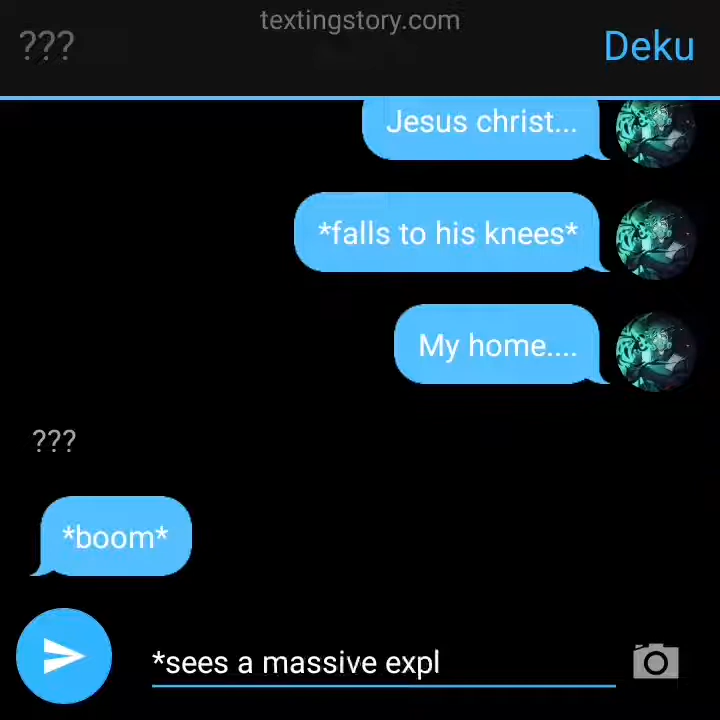 textingstory.com
???
Deku
Jesus christ...
*falls to his knees*
My home....
???
*boom*
*sees a massive expl